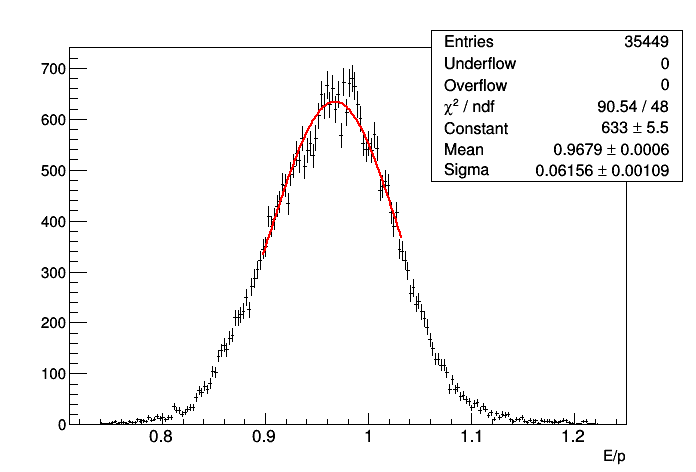 Entries 35449
Underflow 0
Overflow 0
χ² / ndf 90.54 / 48
Constant 633 ± 5.5
Mean 0.9679 ± 0.0006
Sigma 0.06156 ± 0.00109
700
600
500
400
300
200
100
0
0.8 0.9 1 1.1 1.2
E/p